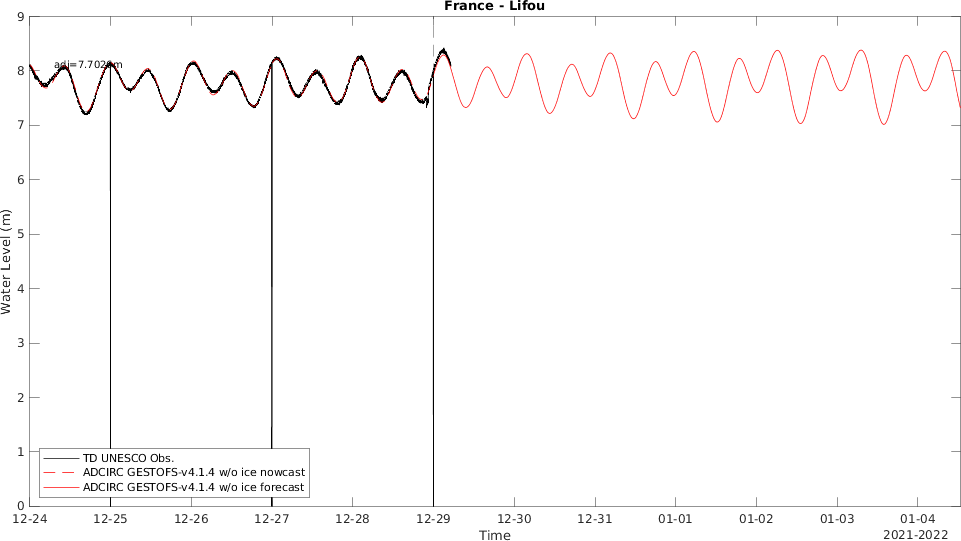 France - Lifou
9
8
7
6
5
4
3
2
1
0
Water Level (m)
TD UNESCO Obs.
ADCIRC GESTOFS-v4.1.4 w/o ice nowcast
ADCIRC GESTOFS-v4.1.4 w/o ice forecast
12-24 12-25 12-26 12-27 12-28 12-29 12-30 12-31 01-01 01-02 01-03 01-04
Time
2021-2022